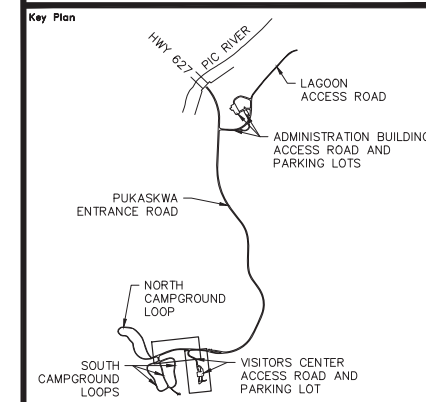 Key Plan
HWY 627
PIC RIVER
LAGOON
ACCESS ROAD
ADMINISTRATION BUILDING
ACCESS ROAD AND
PARKING LOTS
PUKASKWA
ENTRANCE ROAD
NORTH
CAMPGROUND
LOOP
SOUTH
CAMPGROUND
LOOPS
VISITORS CENTER
ACCESS ROAD AND
PARKING LOT